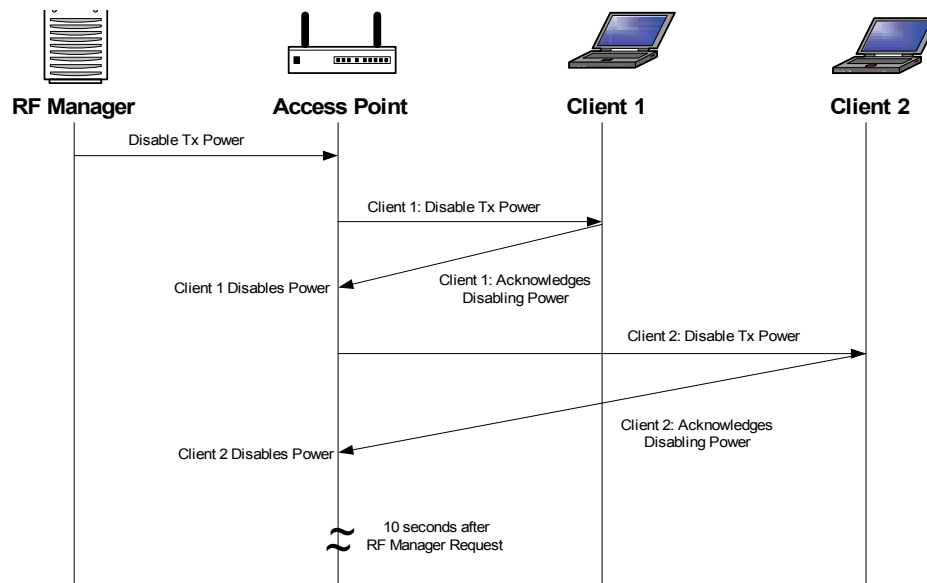 RF Manager
Access Point
Client 1
Client 2
Disable Tx Power
Client 1: Disable Tx Power
Client 1 Disables Power
Client 1: Acknowledges
Disabling Power
Client 2: Disable Tx Power
Client 2: Acknowledges
Disabling Power
Client 2 Disables Power
10 seconds after
RF Manager Request